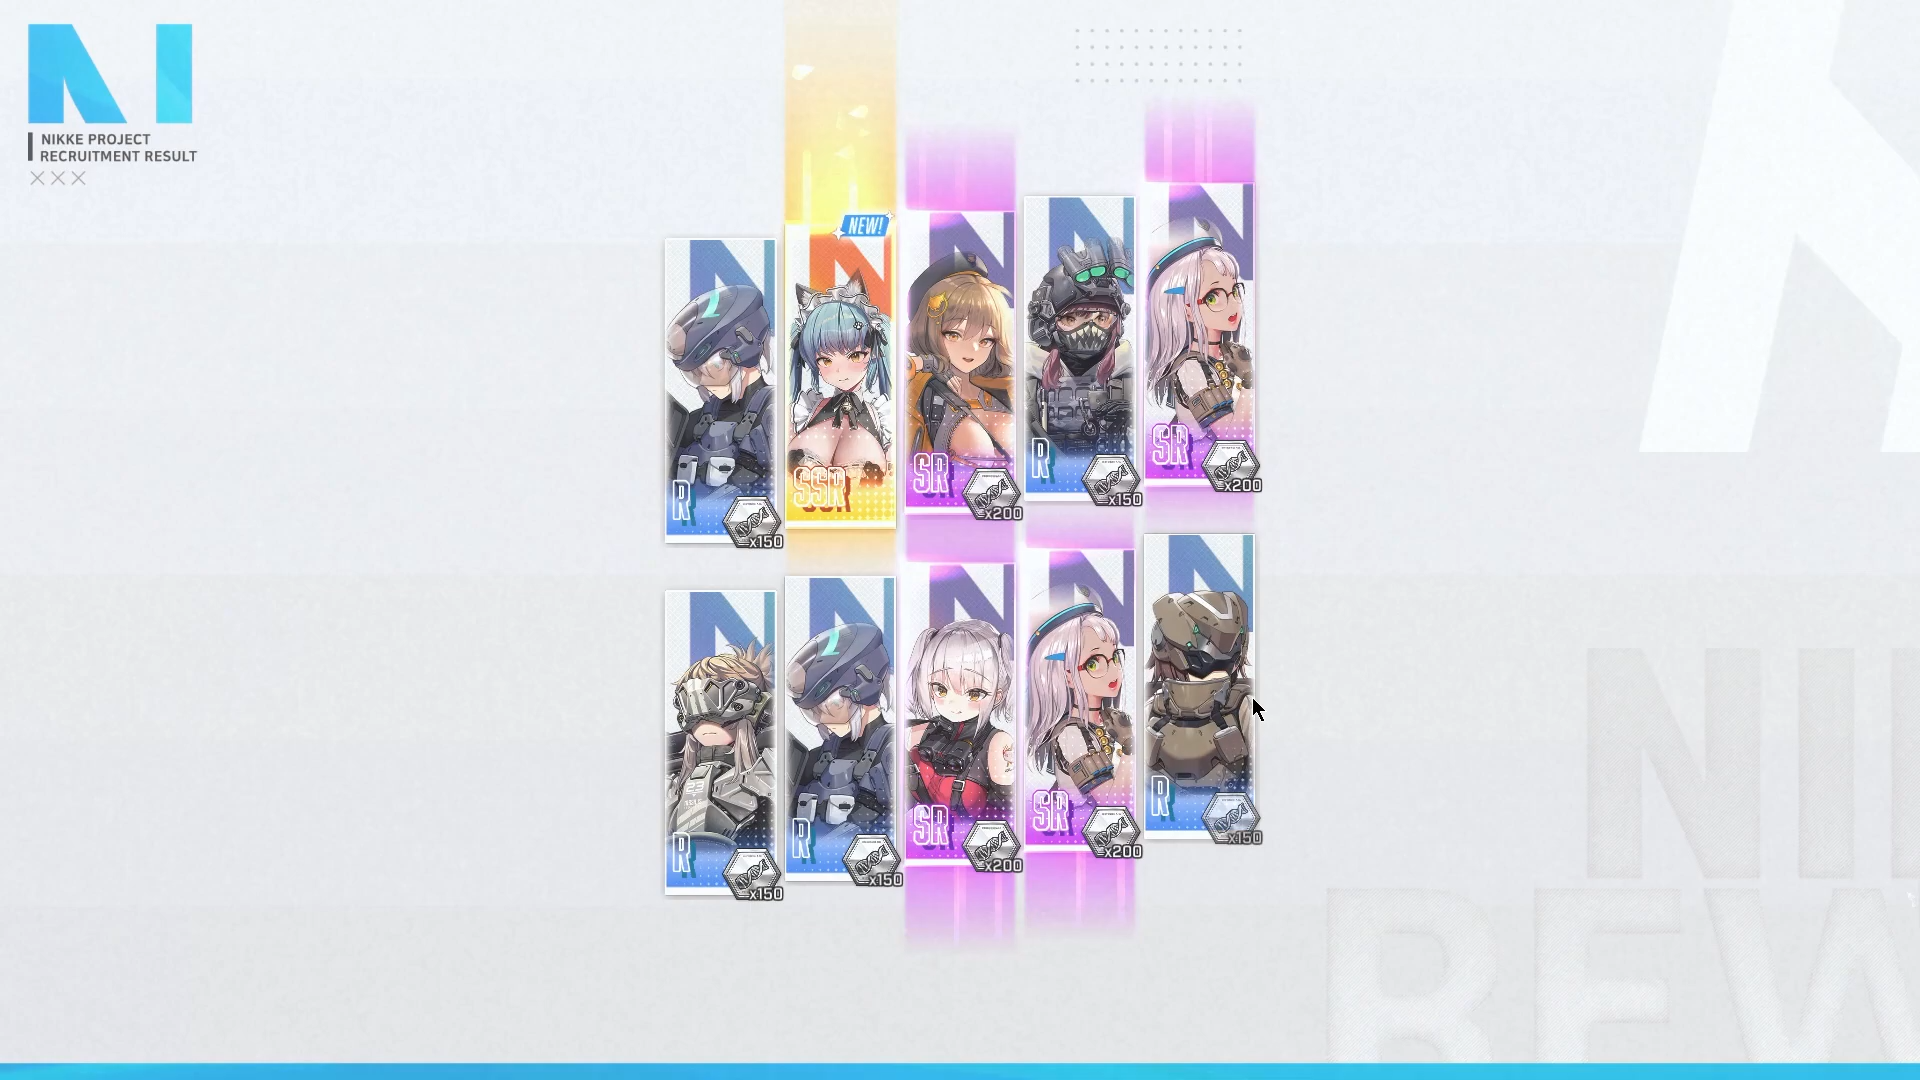 NIKKE PROJECT
RECRUITMENT RESULT
NEW!
R
x150
SSR
SR
x200
R
x150
SR
x200
R
x150
R
x150
SR
x200
SR
x200
R
x150